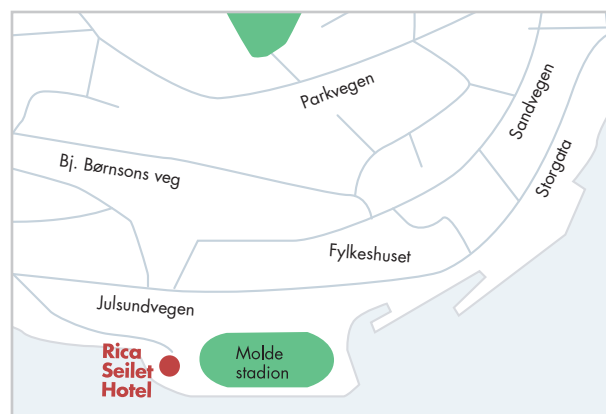 Parkvegen
Sandvegen
Storgata
Bj. Børnsons veg
Fylkeshuset
Julsundvegen
Rica
Seilet
Hotel
Molde
stadion